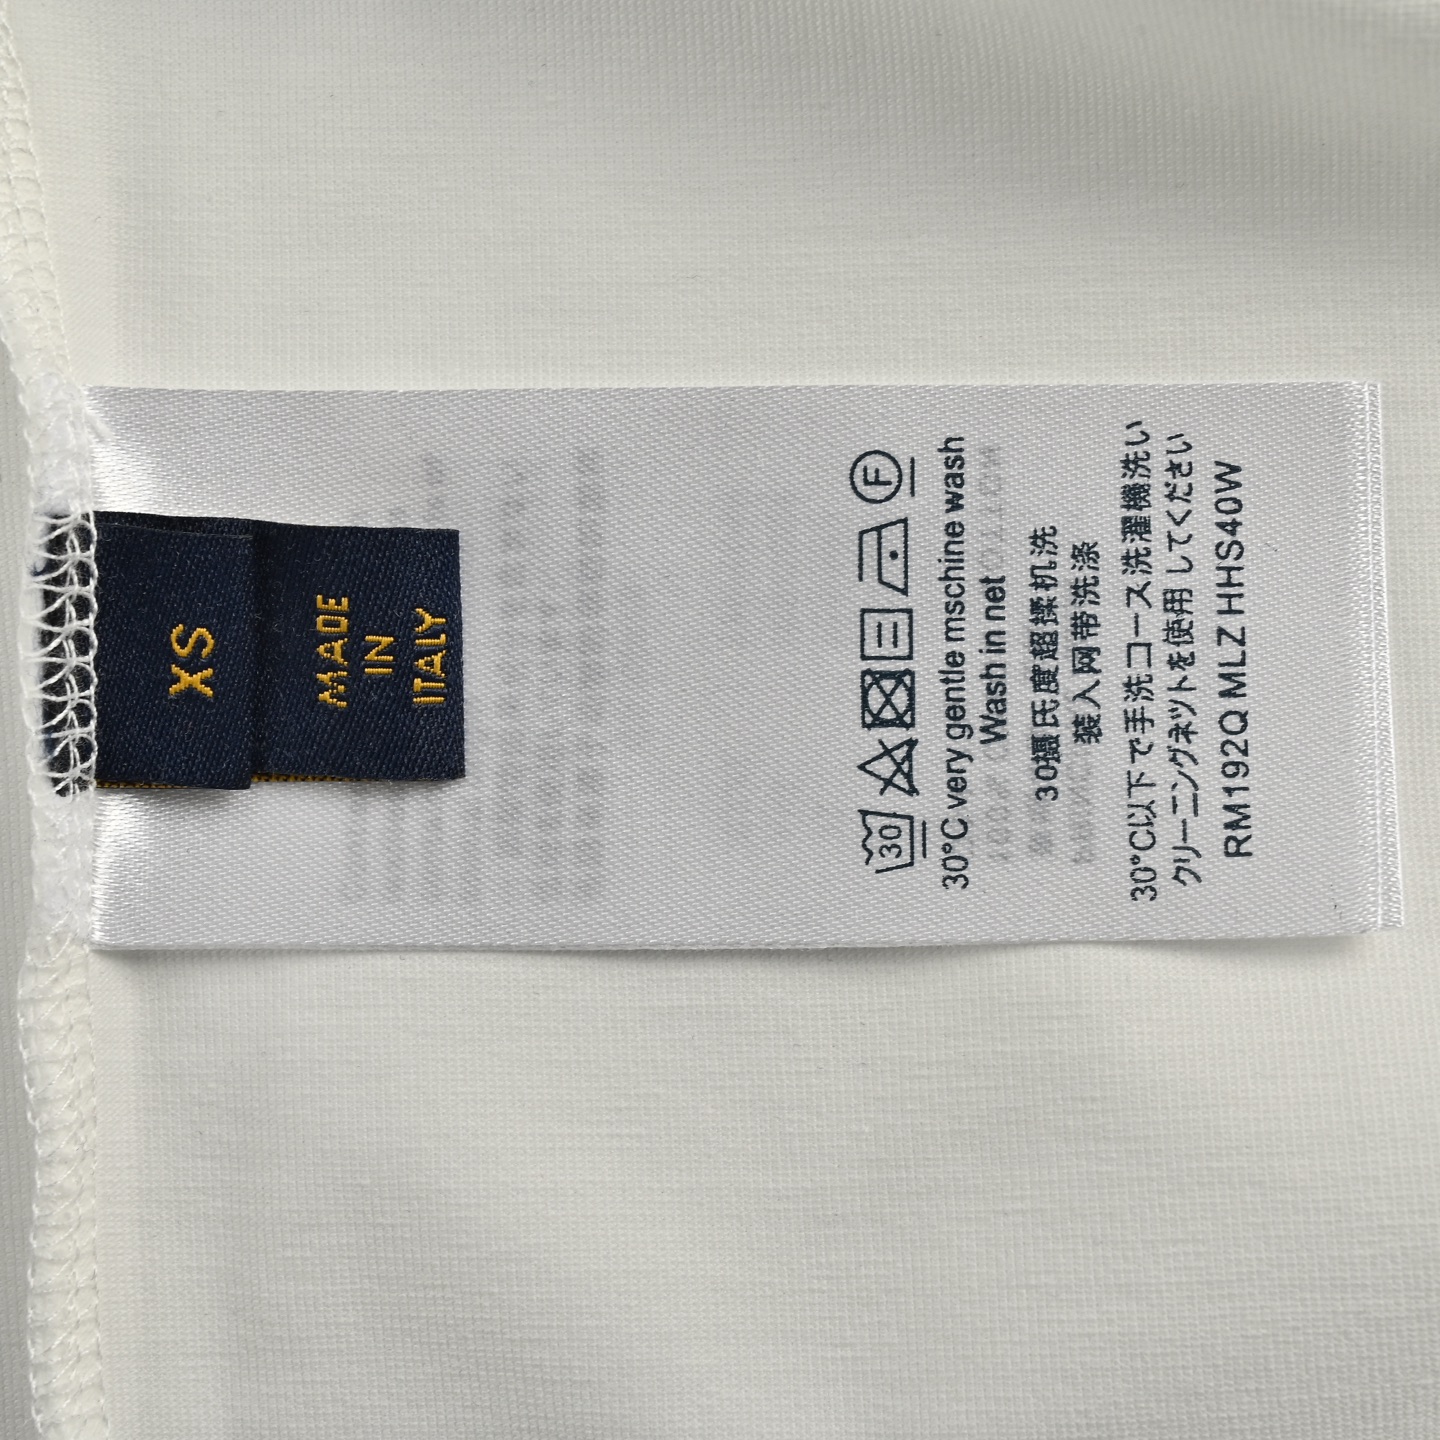 XS
MADE
IN
ITALY
30
F
30°C very gentle mschine wash
Wash in net
30摄氏度超揉机洗
装入网带洗涤
30°C以下で手洗コース洗濯機洗い
クリーニングネットを使用してください
RM192Q MLZ HHS40W